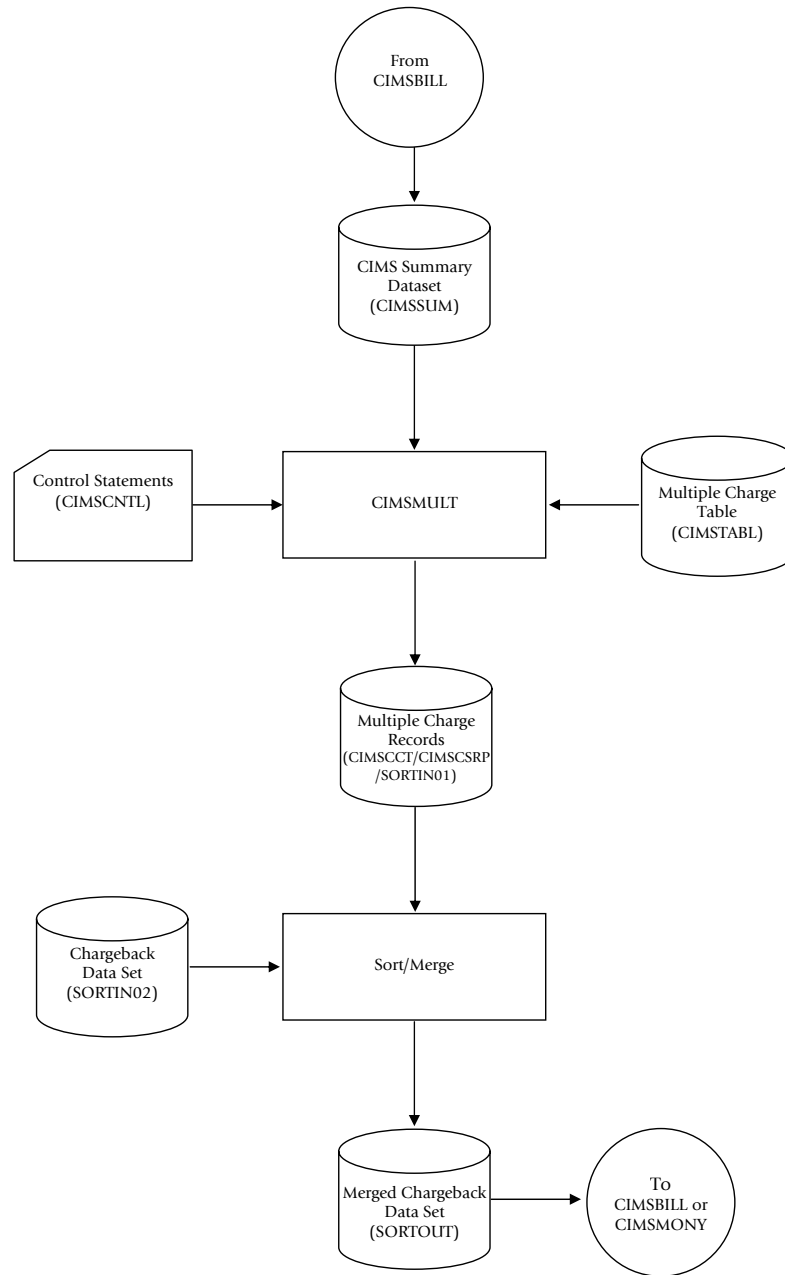 From
CIMSBILL
CIMS Summary
Dataset
(CIMSSUM)
Control Statements
(CIMSCNTL)
CIMSMULT
Multiple Charge
Table
(CIMSTABL)
Multiple Charge
Records
(CIMSCCT/CIMSCSRP
/SORTIN01)
Chargeback
Data Set
(SORTIN02)
Sort/Merge
Merged Chargeback
Data Set
(SORTOUT)
To
CIMSBILL or
CIMSMONY